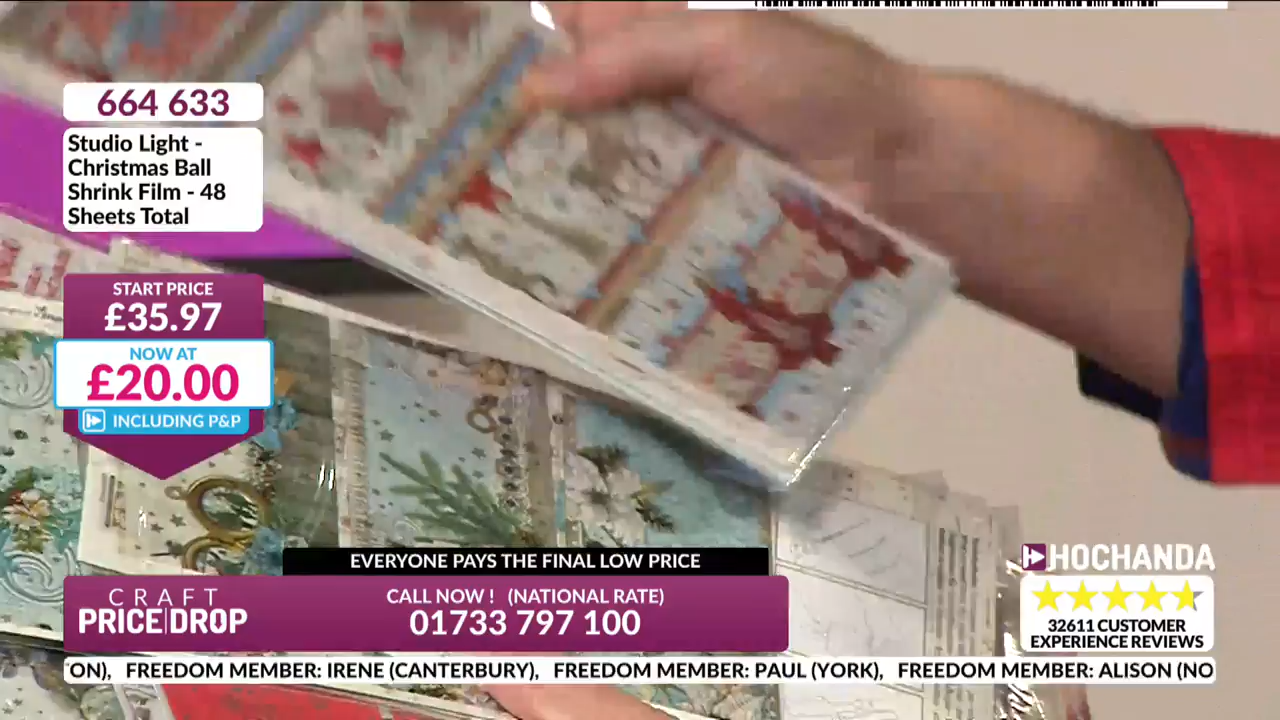 664 633
Studio Light -
Christmas Ball
Shrink Film - 48
Sheets Total
START PRICE
£35.97
NOW AT
£20.00
INCLUDING P&P
EVERYONE PAYS THE FINAL LOW PRICE
CRAFT
PRICE DROP
CALL NOW ! (NATIONAL RATE)
01733 797 100
HOCHANDA
32611 CUSTOMER
EXPERIENCE REVIEWS
ON), FREEDOM MEMBER: IRENE (CANTERBURY), FREEDOM MEMBER: PAUL (YORK), FREEDOM MEMBER: ALISON (NO